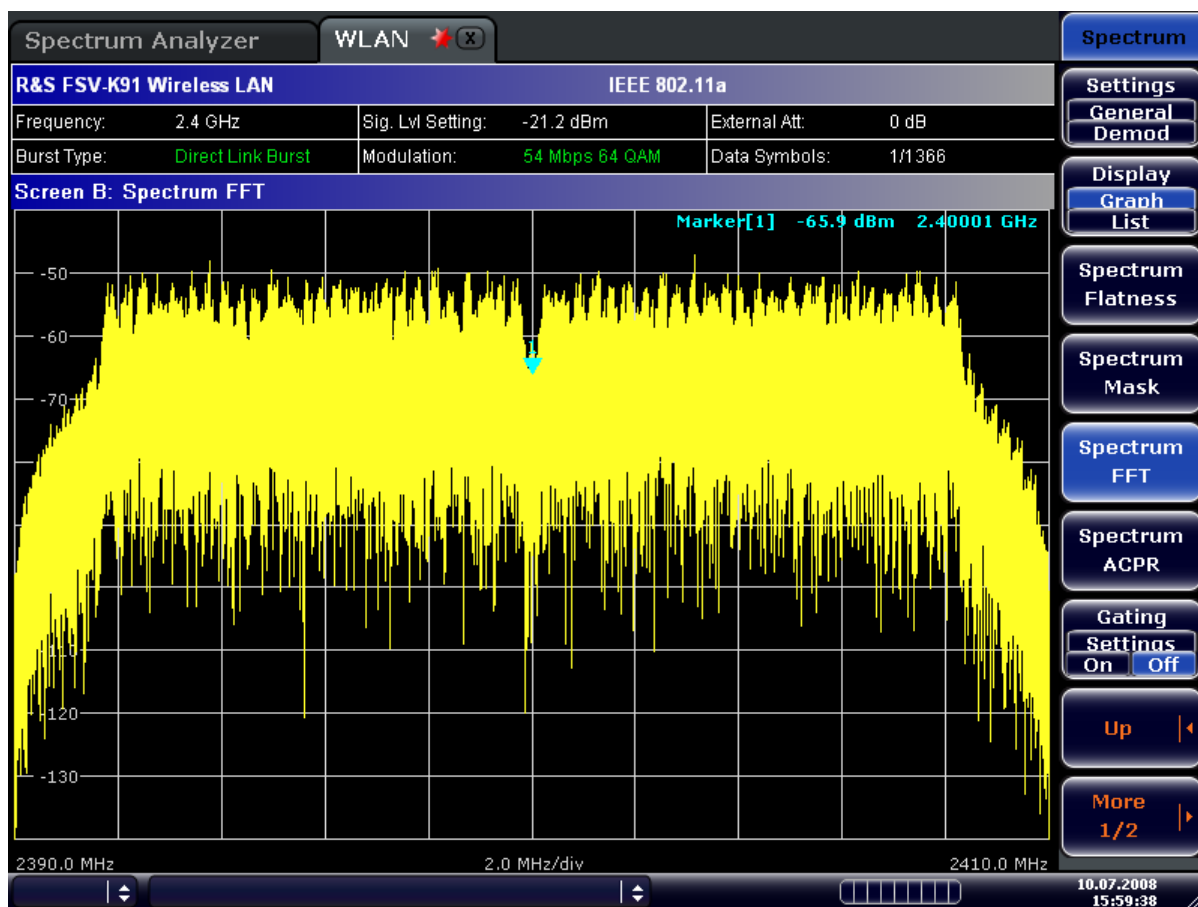 Spectrum Analyzer
WLAN
x
Spectrum
R&S FSV-K91 Wireless LAN IEEE 802.11a
Frequency: 2.4 GHz Sig. Lvl Setting: -21.2 dBm External Att: 0 dB
Burst Type: Direct Link Burst Modulation: 54 Mbps 64 QAM Data Symbols: 1/1366
Screen B: Spectrum FFT
Marker[1] -65.9 dBm 2.40001 GHz
-50
-60
-70
-110
-120
-130
1
2390.0 MHz 2.0 MHz/div 2410.0 MHz
Settings
General
Demod
Display
Graph
List
Spectrum
Flatness
Spectrum
Mask
Spectrum
FFT
Spectrum
ACPR
Gating
Settings
On Off
Up
More
1/2
10.07.2008
15:59:38